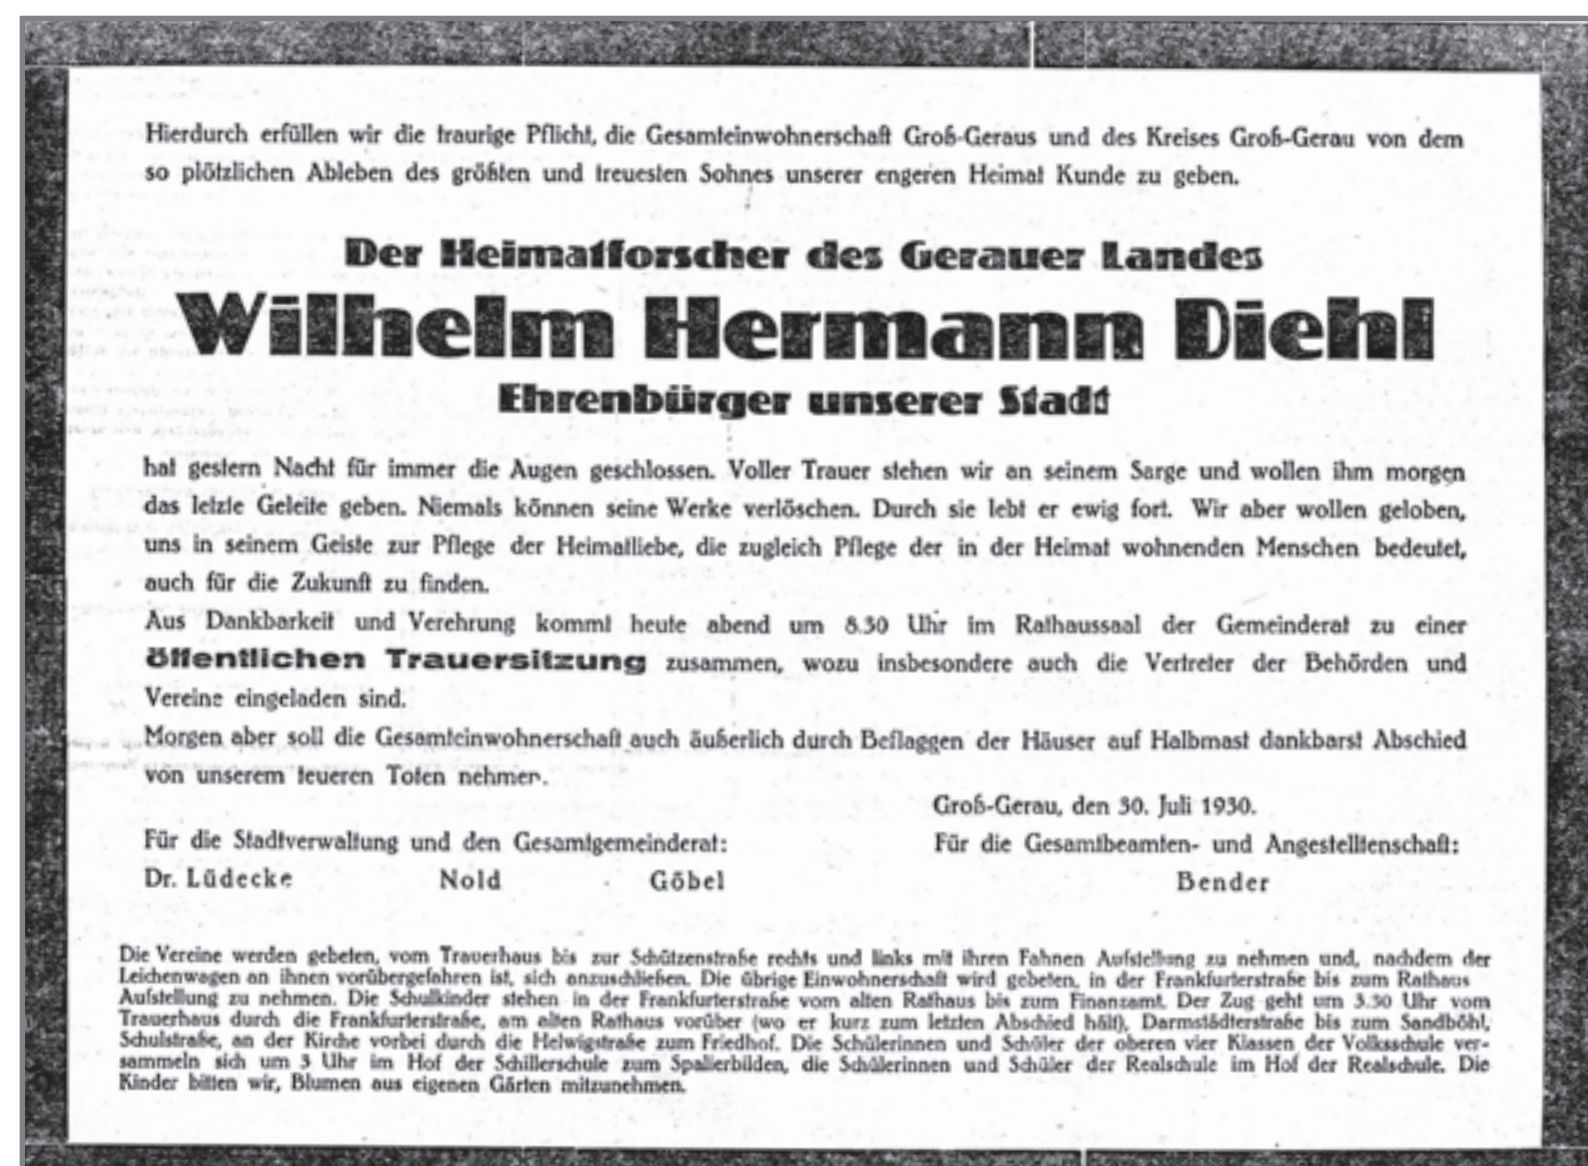 Hierdurch erfüllen wir die traurige Pflicht, die Gesamteinwohnerschaft Groß-Geraus und des Kreises Groß-Gerau von dem
so plötzlichen Ableben des größten und treuesten Sohnes unserer engeren Heimat Kunde zu geben.
Der Heimatforscher des Gerauer Landes
Wilhelm Hermann Diehl
Ehrenbürger unserer Stadt
hat gestern Nacht für immer die Augen geschlossen. Voller Trauer stehen wir an seinem Sarge und wollen ihm morgen
das letzte Geleite geben. Niemals können seine Werke verlöschen. Durch sie lebt er ewig fort. Wir aber wollen geloben,
uns in seinem Geiste zur Pflege der Heimatliebe, die zugleich Pflege der in der Heimat wohnenden Menschen bedeutet,
auch für die Zukunft zu finden.
Aus Dankbarkeit und Verehrung kommt heute abend um 8.30 Uhr im Rathaussaal der Gemeinderat zu einer
öffentlichen Trauersitzung zusammen, wozu insbesondere auch die Vertreter der Behörden und
Vereine eingeladen sind.
Morgen aber soll die Gesamteinwohnerschaft auch äußerlich durch Beflaggen der Häuser auf Halbmast dankbarst Abschied
von unserem teueren Toten nehmen.
Groß-Gerau, den 30. Juli 1930.
Für die Stadtverwaltung und den Gesamtgemeinderat:
Für die Gesamtbeamten- und Angestelltenschaft:
Dr. Lüdecke Nold Göbel
Bender
Die Vereine werden gebeten, vom Trauerhaus bis zur Schützenstraße rechts und links mit ihren Fahnen Aufstellung zu nehmen und, nachdem der
Leichenwagen an ihnen vorübergefahren ist, sich anzuschließen. Die übrige Einwohnerschaft wird gebeten, in der Frankfurterstraße bis zum Rathaus
Aufstellung zu nehmen. Die Schulkinder stehen in der Frankfurterstraße vom alten Rathaus bis zum Finanzamt. Der Zug geht um 3.30 Uhr vom
Trauerhaus durch die Frankfurterstraße, am alten Rathaus vorüber (wo er kurz zum letzten Abschied hält), Darmstädterstraße bis zum Sandböhl,
Schulstraße, an der Kirche vorbei durch die Helwigstraße zum Friedhof. Die Schülerinnen und Schüler der oberen vier Klassen der Volksschule ver-
sammeln sich um 3 Uhr im Hof der Schillerschule zum Spalierbilden, die Schülerinnen und Schüler der Realschule im Hof der Realschule. Die
Kinder bitten wir, Blumen aus eigenen Gärten mitzunehmen.